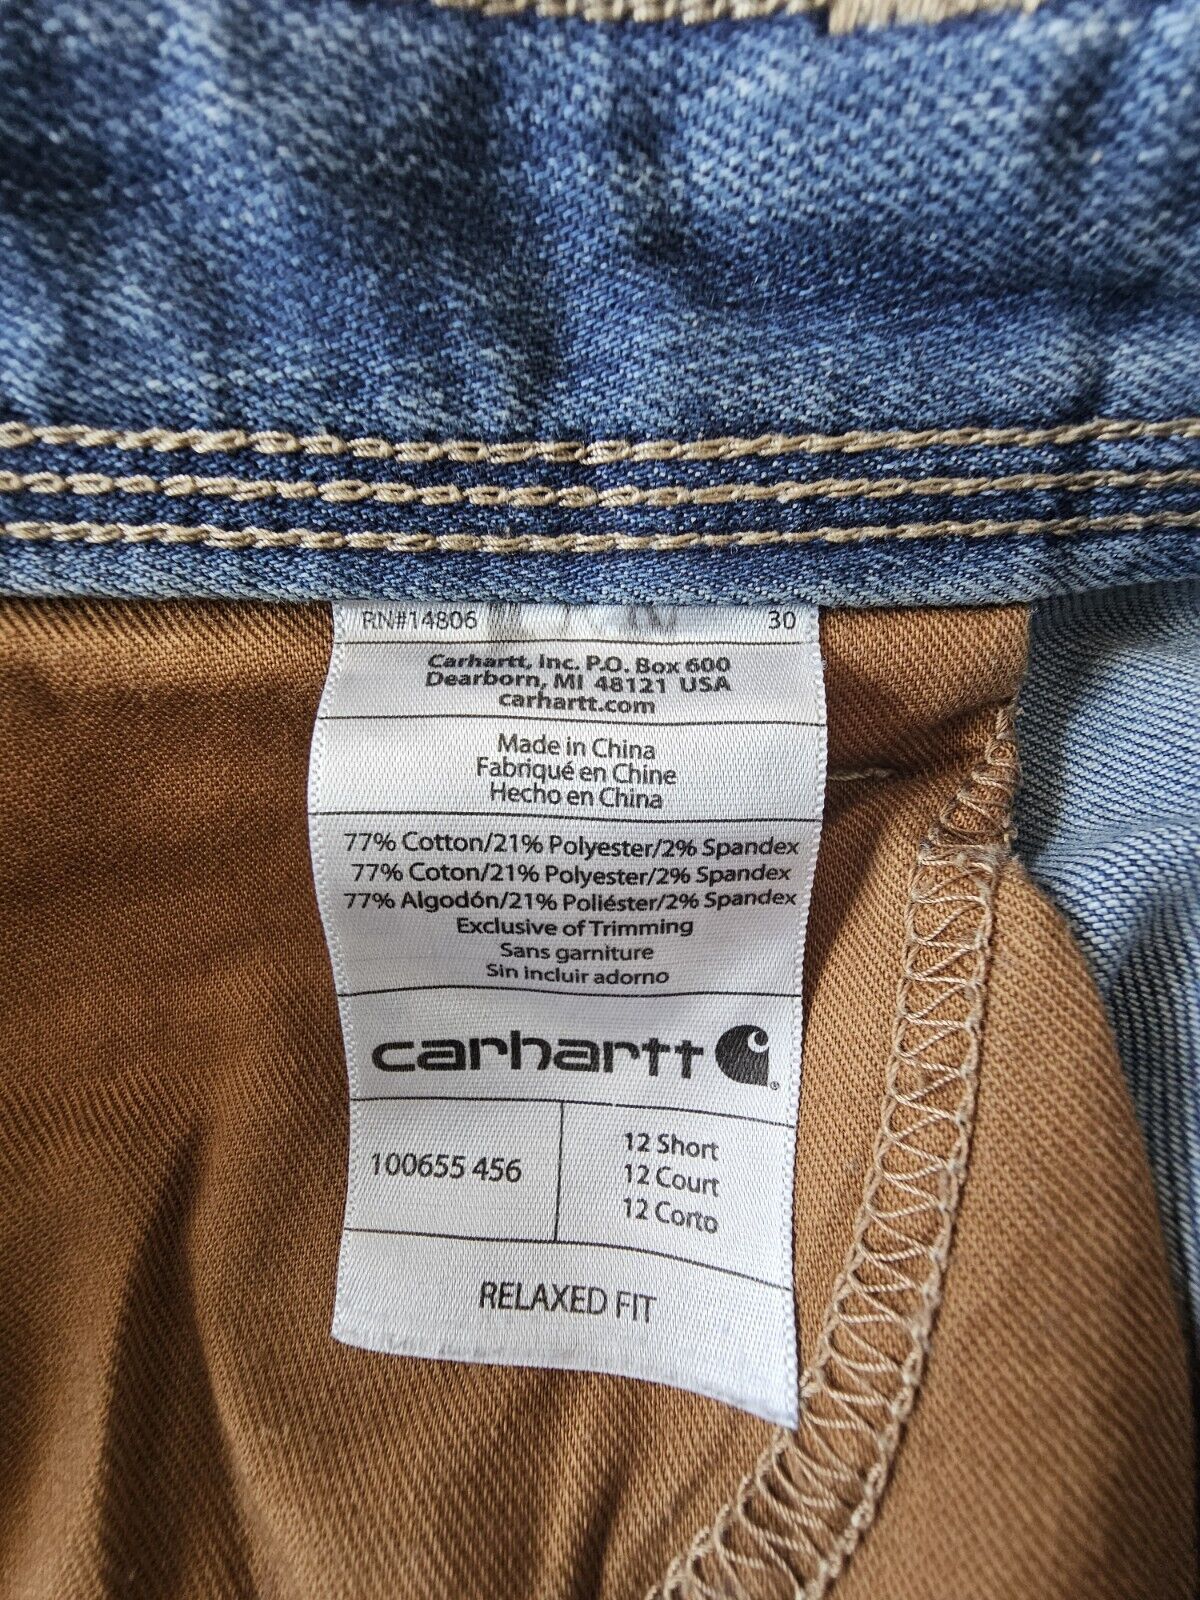 RN#14806 30
Carhartt, Inc. P.O. Box 600
Dearborn, MI 48121 USA
carhartt.com
Made in China
Fabriqué en Chine
Hecho en China
77% Cotton/21% Polyester/2% Spandex
77% Coton/21% Polyester/2% Spandex
77% Algodón/21% Poliéster/2% Spandex
Exclusive of Trimming
Sans garniture
Sin incluir adorno
carhartt ®
100655 456
12 Short
12 Court
12 Corto
RELAXED FIT